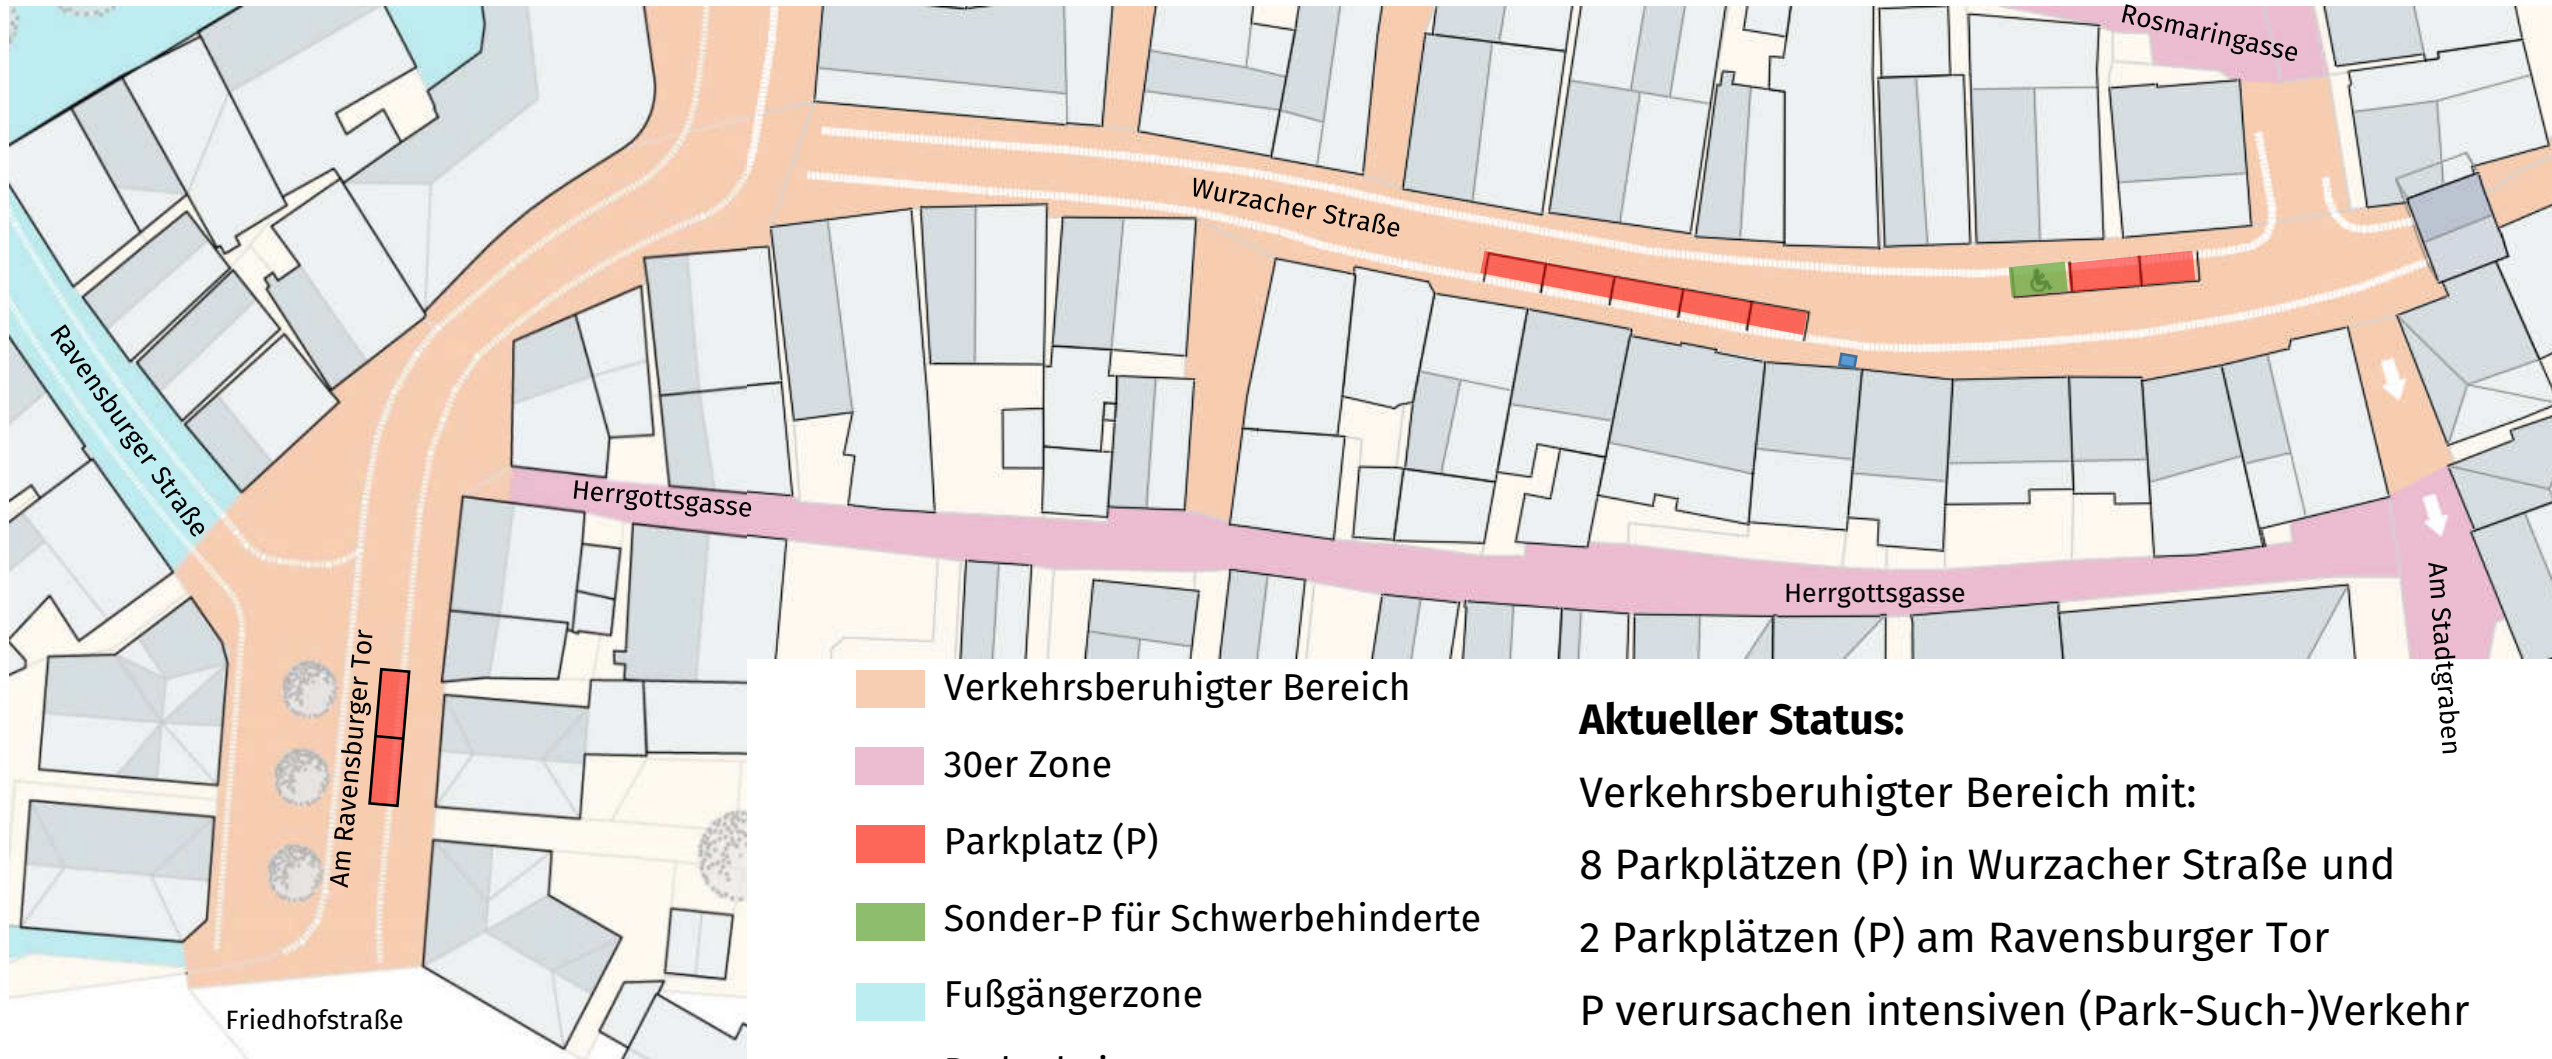 Rosmaringasse
Wurzacher Straße
Ravensburger Straße
Herrgottsgasse
Herrgottsgasse
Am Stadtgraben
Am Ravensburger Tor
Friedhofstraße
Verkehrsberuhigter Bereich
30er Zone
Parkplatz (P)
Sonder-P für Schwerbehinderte
Fußgängerzone
Aktueller Status:
Verkehrsberuhigter Bereich mit:
8 Parkplätzen (P) in Wurzacher Straße und
2 Parkplätzen (P) am Ravensburger Tor
P verursachen intensiven (Park-Such-)Verkehr